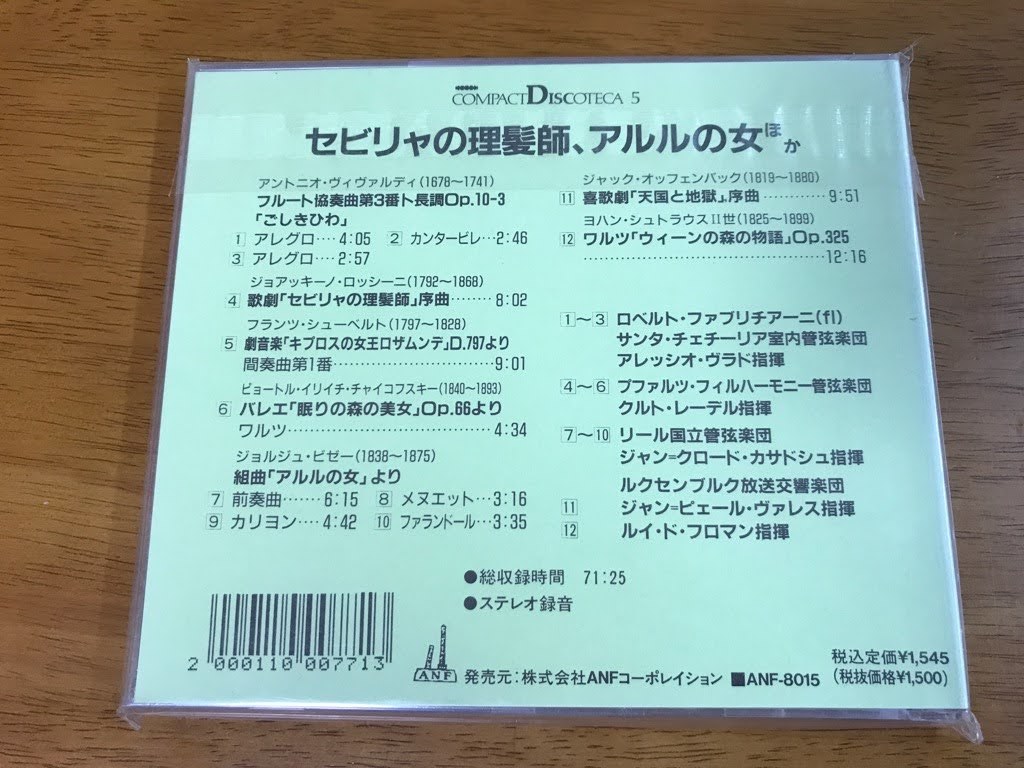 COMPACT DISCOTECA 5
セビリャの理髪師、アルルの女ほか
アントニオ・ヴィヴァルディ(1678〜1741)
フルート協奏曲第3番ト長調Op.10-3
「ごしきひわ」
1 アレグロ‥‥4:05 2 カンタービレ…2:46
3 アレグロ‥‥2:57
ジョアッキーノ・ロッシーニ(1792〜1868)
4 歌劇「セビリャの理髪師」序曲………8:02
フランツ・シューベルト(1797〜1828)
5 劇音楽「キプロスの女王ロザムンデ」D.797より
間奏曲第1番………………………9:01
ピョートル・イリイチ・チャイコフスキー(1840〜1893)
6 バレエ「眠りの森の美女」Op.66より
ワルツ………………………………4:34
ジョルジュ・ビゼー(1838〜1875)
組曲「アルルの女」より
7 前奏曲……6:15 8 メヌエット…3:16
9 カリヨン‥‥4:42 10 ファランドール…3:35
ジャック・オッフェンバック(1819〜1880)
11 喜歌劇「天国と地獄」序曲………9:51
ヨハン・シュトラウスII世(1825〜1899)
12 ワルツ「ウィーンの森の物語」Op.325
………………………………………12:16
1〜3 ロベルト・ファブリチアーニ(fl)
サンタ・チェチーリア室内管弦楽団
アレッシオ・ヴラド指揮
4〜6 プファルツ・フィルハーモニー管弦楽団
クルト・レーデル指揮
7〜10 リール国立管弦楽団
ジャン=クロード・カサドシュ指揮
ルクセンブルク放送交響楽団
11 ジャン=ピエール・ヴァレス指揮
12 ルイ・ド・フロマン指揮
●総収録時間 71:25
●ステレオ録音
2 000110 007713
ANF
発売元:株式会社ANFコーポレイション ■ANF-8015
税込定価¥1,545
(税抜価格¥1,500)